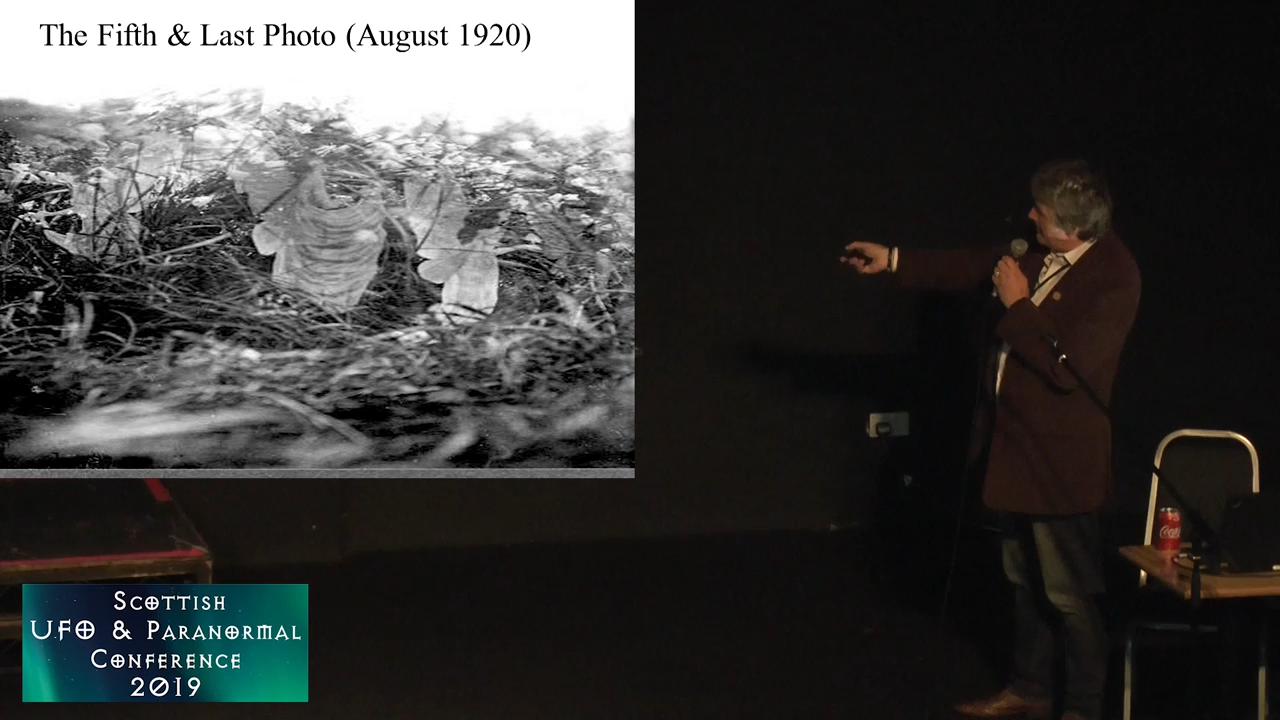 The Fifth & Last Photo (August 1920)
Scottish
UFO & Paranormal
Conference
2019